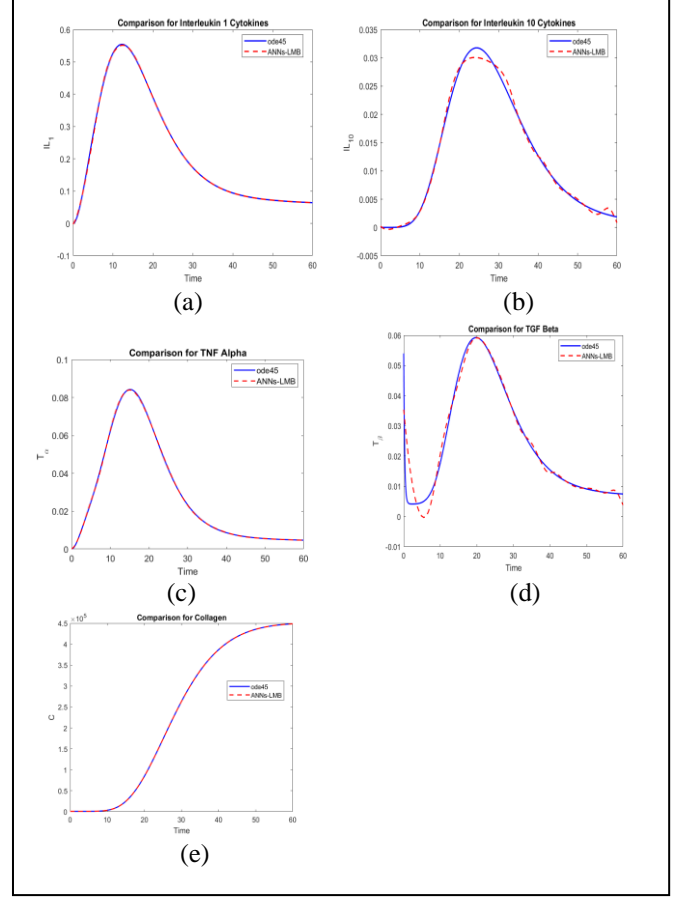 Comparison for Interleukin 1 Cytokines
0.6
0.5
0.4
0.3
0.2
0.1
0
-0.1
IL1
ode45
ANNs-LMB
0 10 20 30 40 50 60
Time
(a)
Comparison for Interleukin 10 Cytokines
0.035
0.03
0.025
0.02
0.015
0.01
0.005
0
-0.005
IL10
ode45
ANNs-LMB
0 10 20 30 40 50 60
Time
(b)
Comparison for TNF Alpha
0.1
0.08
0.06
0.04
0.02
0
Tα
ode45
ANNs-LMB
0 10 20 30 40 50 60
Time
(c)
Comparison for TGF Beta
0.06
0.05
0.04
0.03
0.02
0.01
0
-0.01
Tβ
ode45
ANNs-LMB
0 10 20 30 40 50 60
Time
(d)
Comparison for Collagen
×10^5
4.5
4
3.5
3
2.5
2
1.5
1
0.5
0
C
ode45
ANNs-LMB
0 10 20 30 40 50 60
Time
(e)